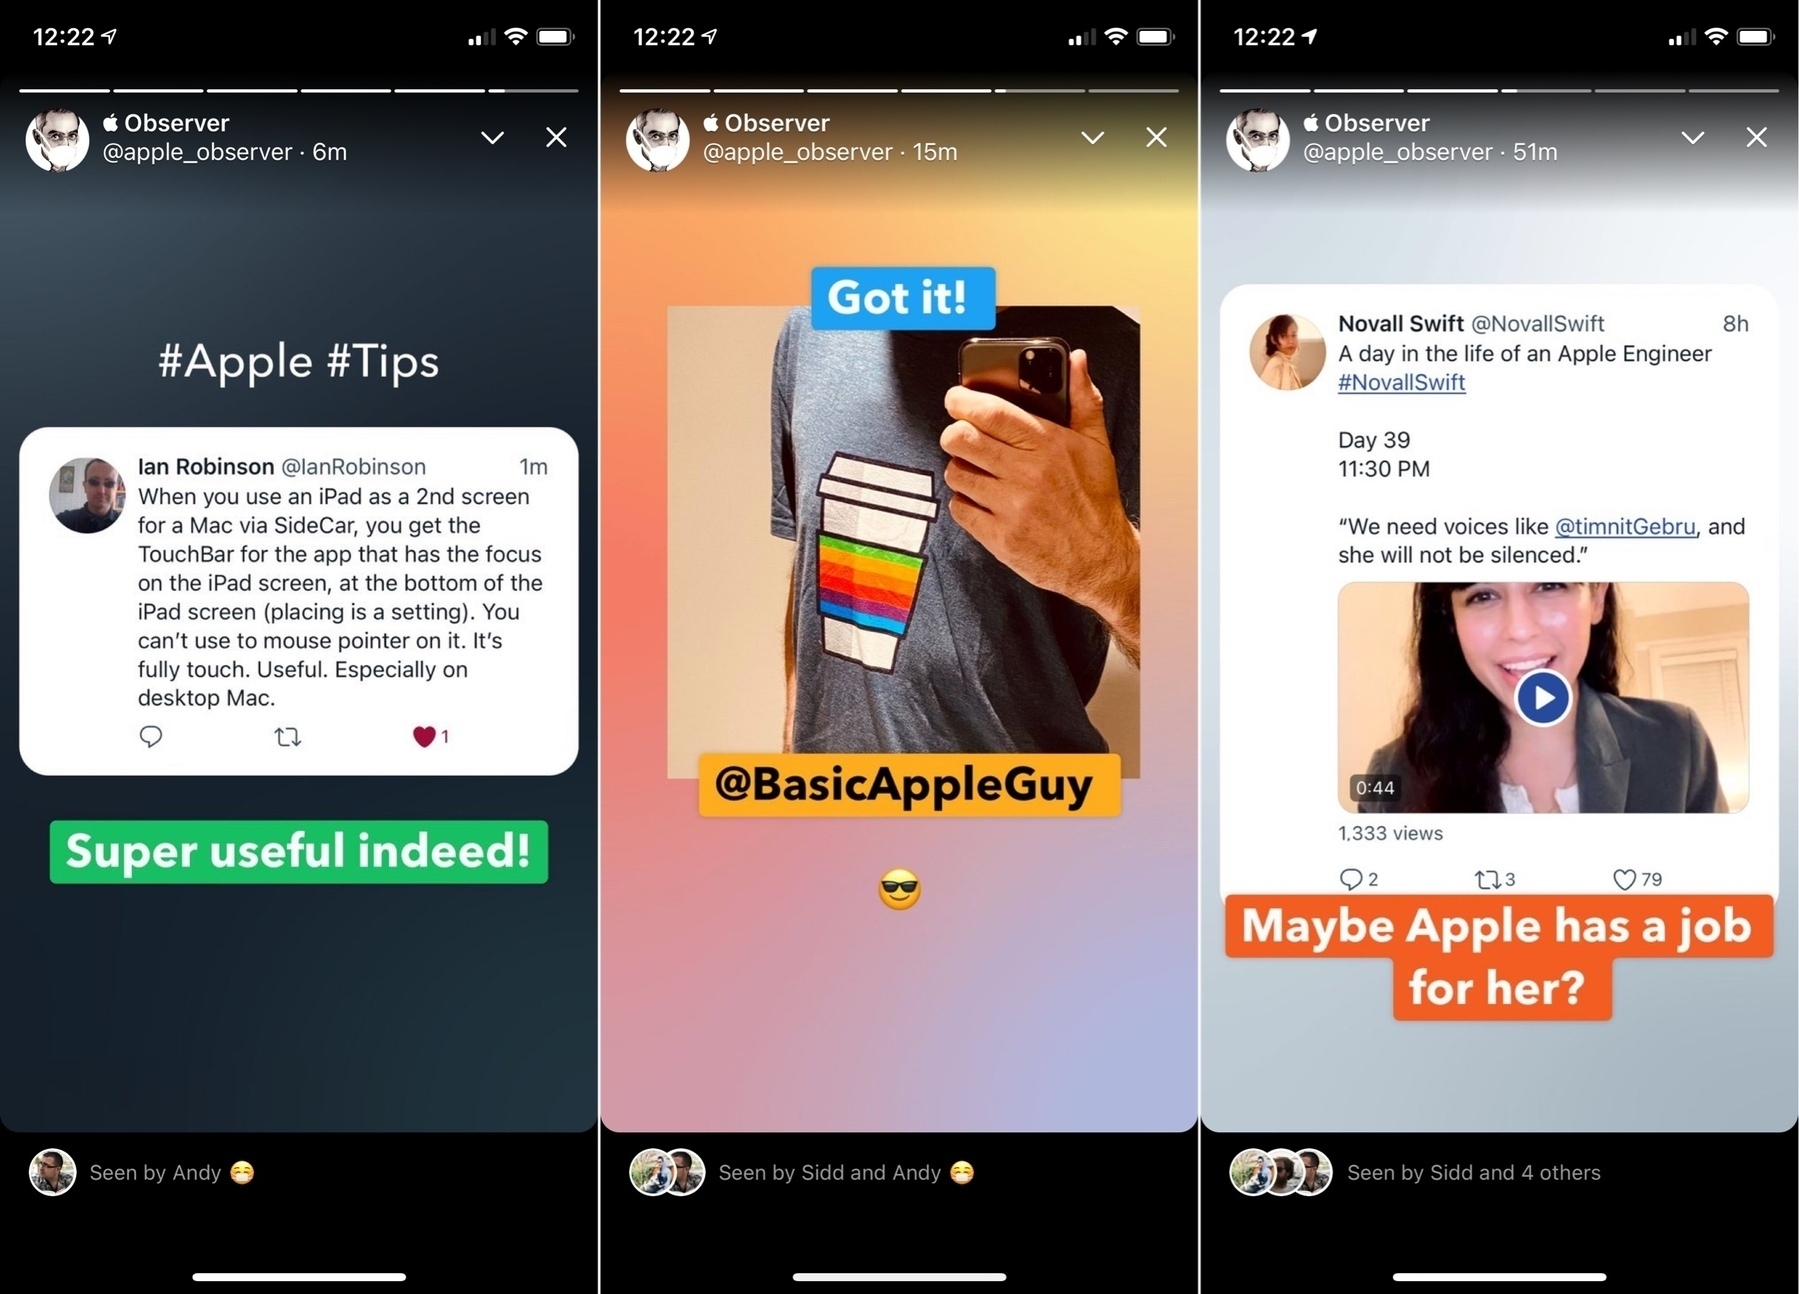 12:22
Observer
@apple_observer · 6m
#Apple #Tips
Ian Robinson @IanRobinson 1m
When you use an iPad as a 2nd screen
for a Mac via SideCar, you get the
TouchBar for the app that has the focus
on the iPad screen, at the bottom of the
iPad screen (placing is a setting). You
can't use to mouse pointer on it. It's
fully touch. Useful. Especially on
desktop Mac.
1
Super useful indeed!
Seen by Andy 😷
12:22
Observer
@apple_observer · 15m
Got it!
@BasicAppleGuy
😎
Seen by Sidd and Andy 😷
12:22
Observer
@apple_observer · 51m
Novall Swift @NovallSwift 8h
A day in the life of an Apple Engineer
#NovallSwift
Day 39
11:30 PM
“We need voices like @timnitGebru, and
she will not be silenced.”
0:44
1,333 views
2 3 79
Maybe Apple has a job
for her?
Seen by Sidd and 4 others